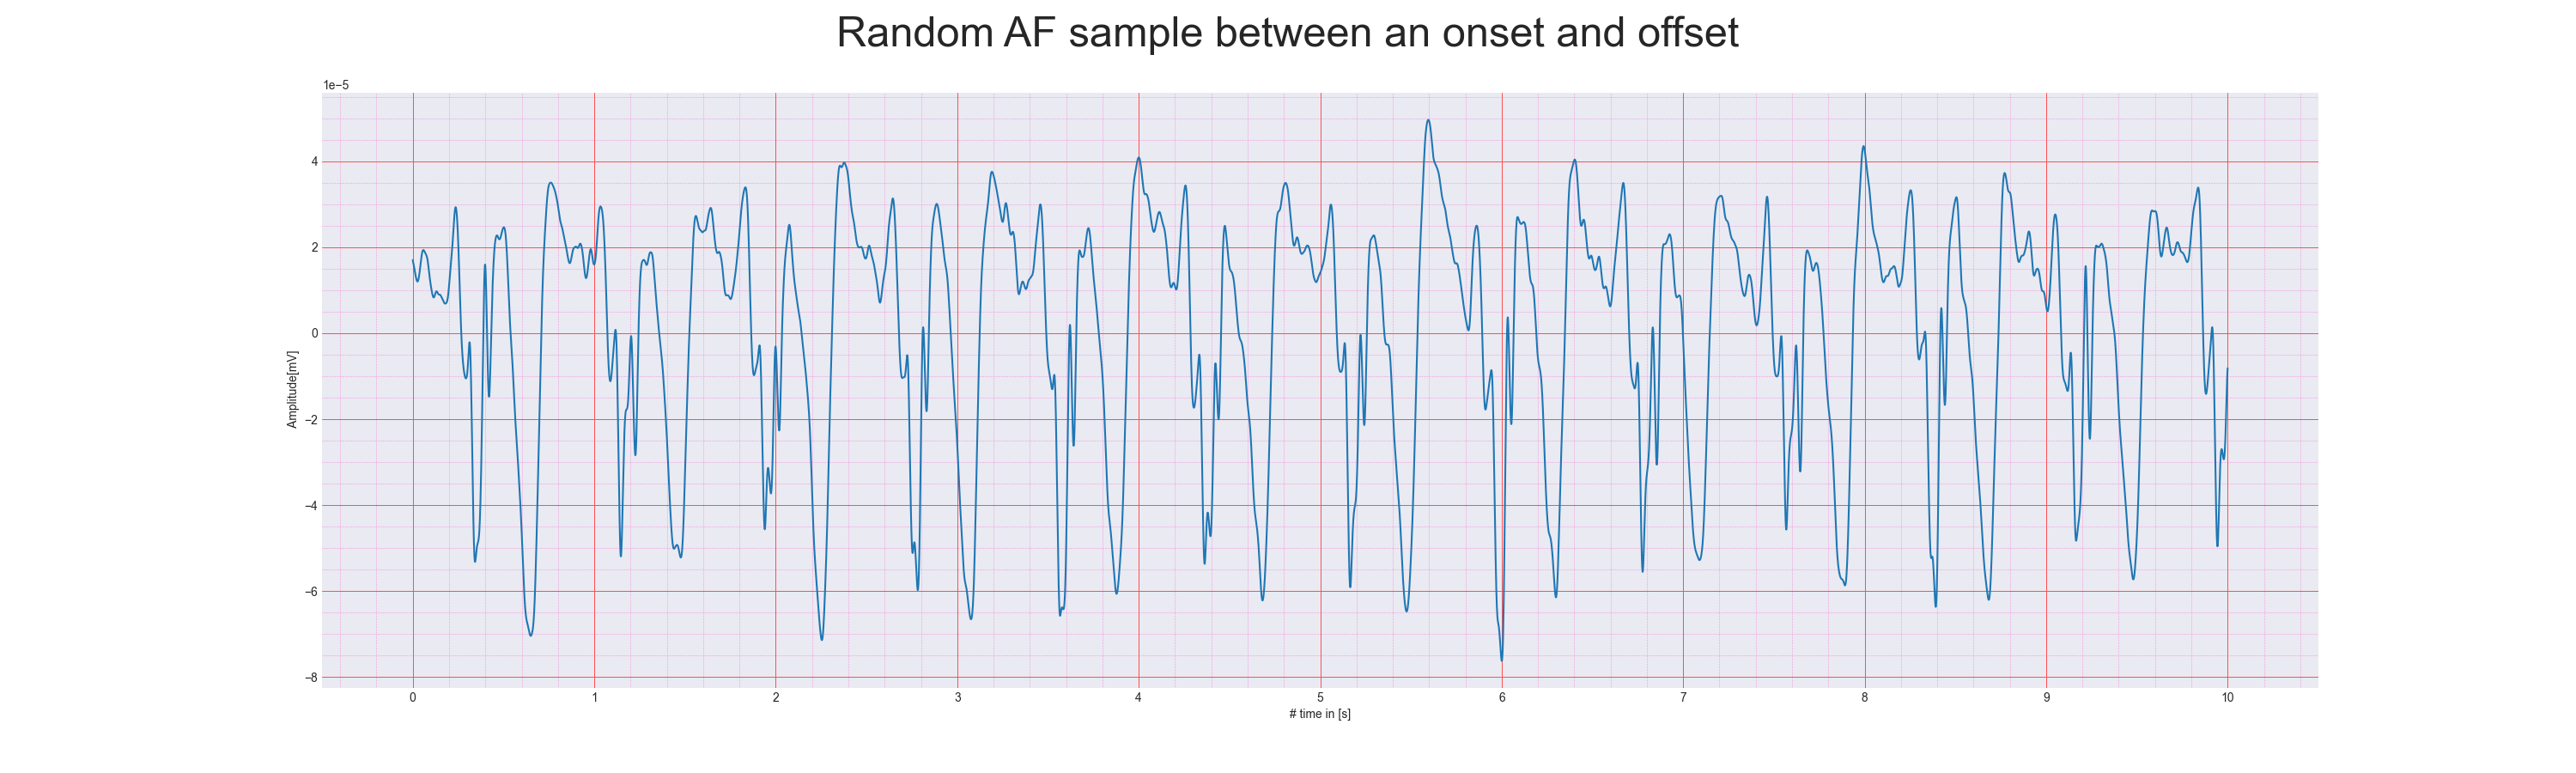 Random AF sample between an onset and offset
1e−5
4
2
0
−2
−4
−6
−8
Amplitude[mV]
0 1 2 3 4 5 6 7 8 9 10
# time in [s]